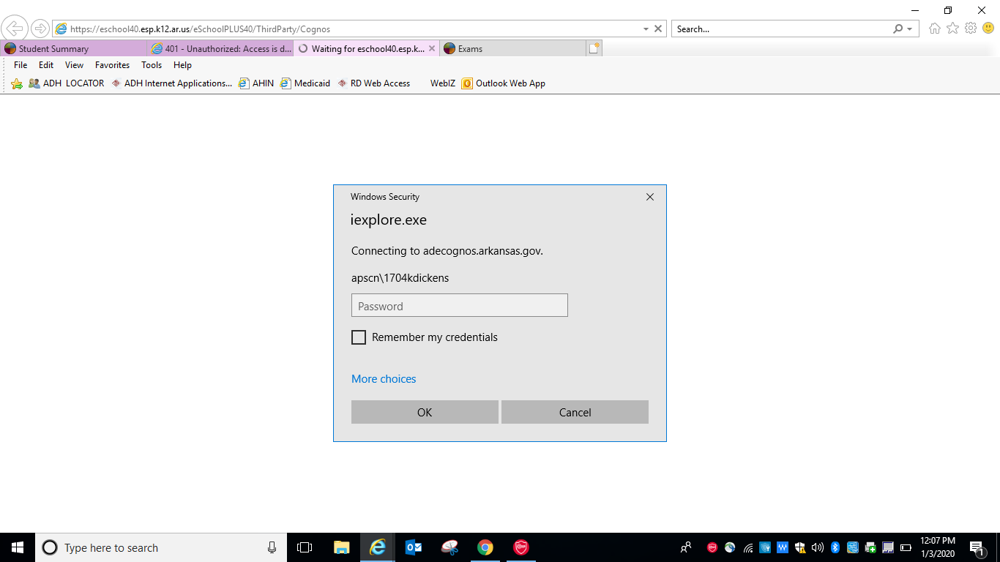 https://eschool40.esp.k12.ar.us/eSchoolPLUS40/ThirdParty/Cognos
Search...
Student Summary
401 - Unauthorized: Access is d...
Waiting for eschool40.esp.k...
Exams
File Edit View Favorites Tools Help
ADH LOCATOR
ADH Internet Applications...
AHIN
Medicaid
RD Web Access
WebIZ
Outlook Web App
Windows Security
iexplore.exe
Connecting to adecognos.arkansas.gov.
apscn\1704kdickens
Password
Remember my credentials
More choices
OK
Cancel
Type here to search
12:07 PM
1/3/2020
1